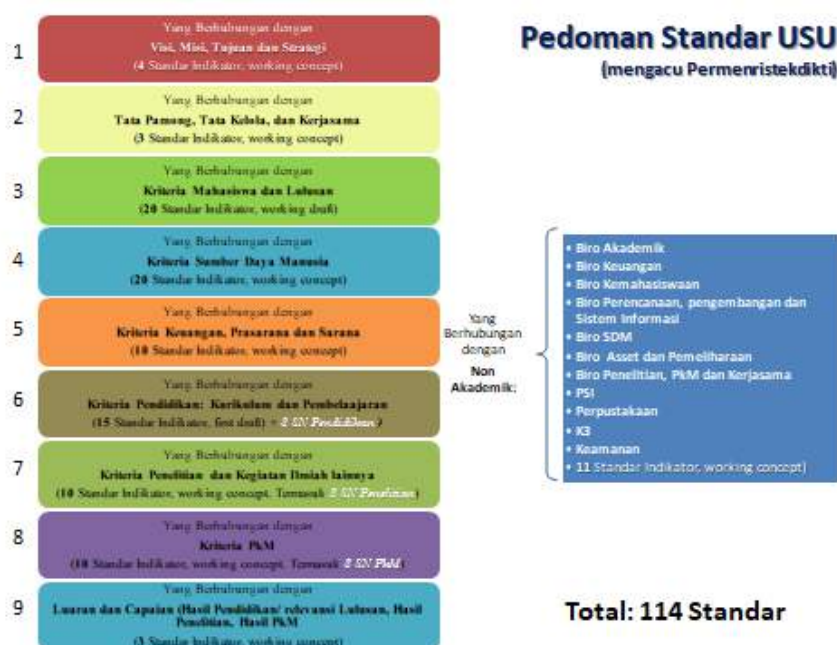 Pedoman Standar USU
(mengacu Permenristekdikti)
1
Yang Berhubungan dengan
Visi, Misi, Tujuan dan Strategi
(4 Standar Indikator, working concept)
2
Yang Berhubungan dengan
Tata Pamong, Tata Kelola, dan Kerjasama
(3 Standar Indikator, working concept)
3
Yang Berhubungan dengan
Kriteria Mahasiswa dan Lulusan
(20 Standar Indikator, working draft)
4
Yang Berhubungan dengan
Kriteria Sumber Daya Manusia
(20 Standar Indikator, working concept)
5
Yang Berhubungan dengan
Kriteria Keuangan, Prasarana dan Sarana
(10 Standar Indikator, working concept)
6
Yang Berhubungan dengan
Kriteria Pendidikan: Kurikulum dan Pembelaajaran
(15 Standar Indikator, first draft) + 8 SN Pendidikan)
7
Yang Berhubungan dengan
Kriteria Penelitian dan Kegiatan Ilmiah lainnya
(10 Standar Indikator, working concept. Termasuk 8 SN Penelitian)
8
Yang Berhubungan dengan
Kriteria PkM
(10 Standar Indikator, working concept. Termasuk 8 SN PkM)
9
Yang Berhubungan dengan
Luaran dan Capaian (Hasil Pendidikan/ relevansi Lulusan, Hasil
Penelitian, Hasil PkM
(3 Standar Indikator, working concept)
Yang
Berhubungan
dengan
Non
Akademik:
• Biro Akademik
• Biro Keuangan
• Biro Kemahasiswaan
• Biro Perencanaan, pengembangan dan
Sistem Informasi
• Biro SDM
• Biro Asset dan Pemeliharaan
• Biro Penelitian, PkM dan Kerjasama
• PSI
• Perpustakaan
• K3
• Keamanan
• 11 Standar Indikator, working concept)
Total: 114 Standar